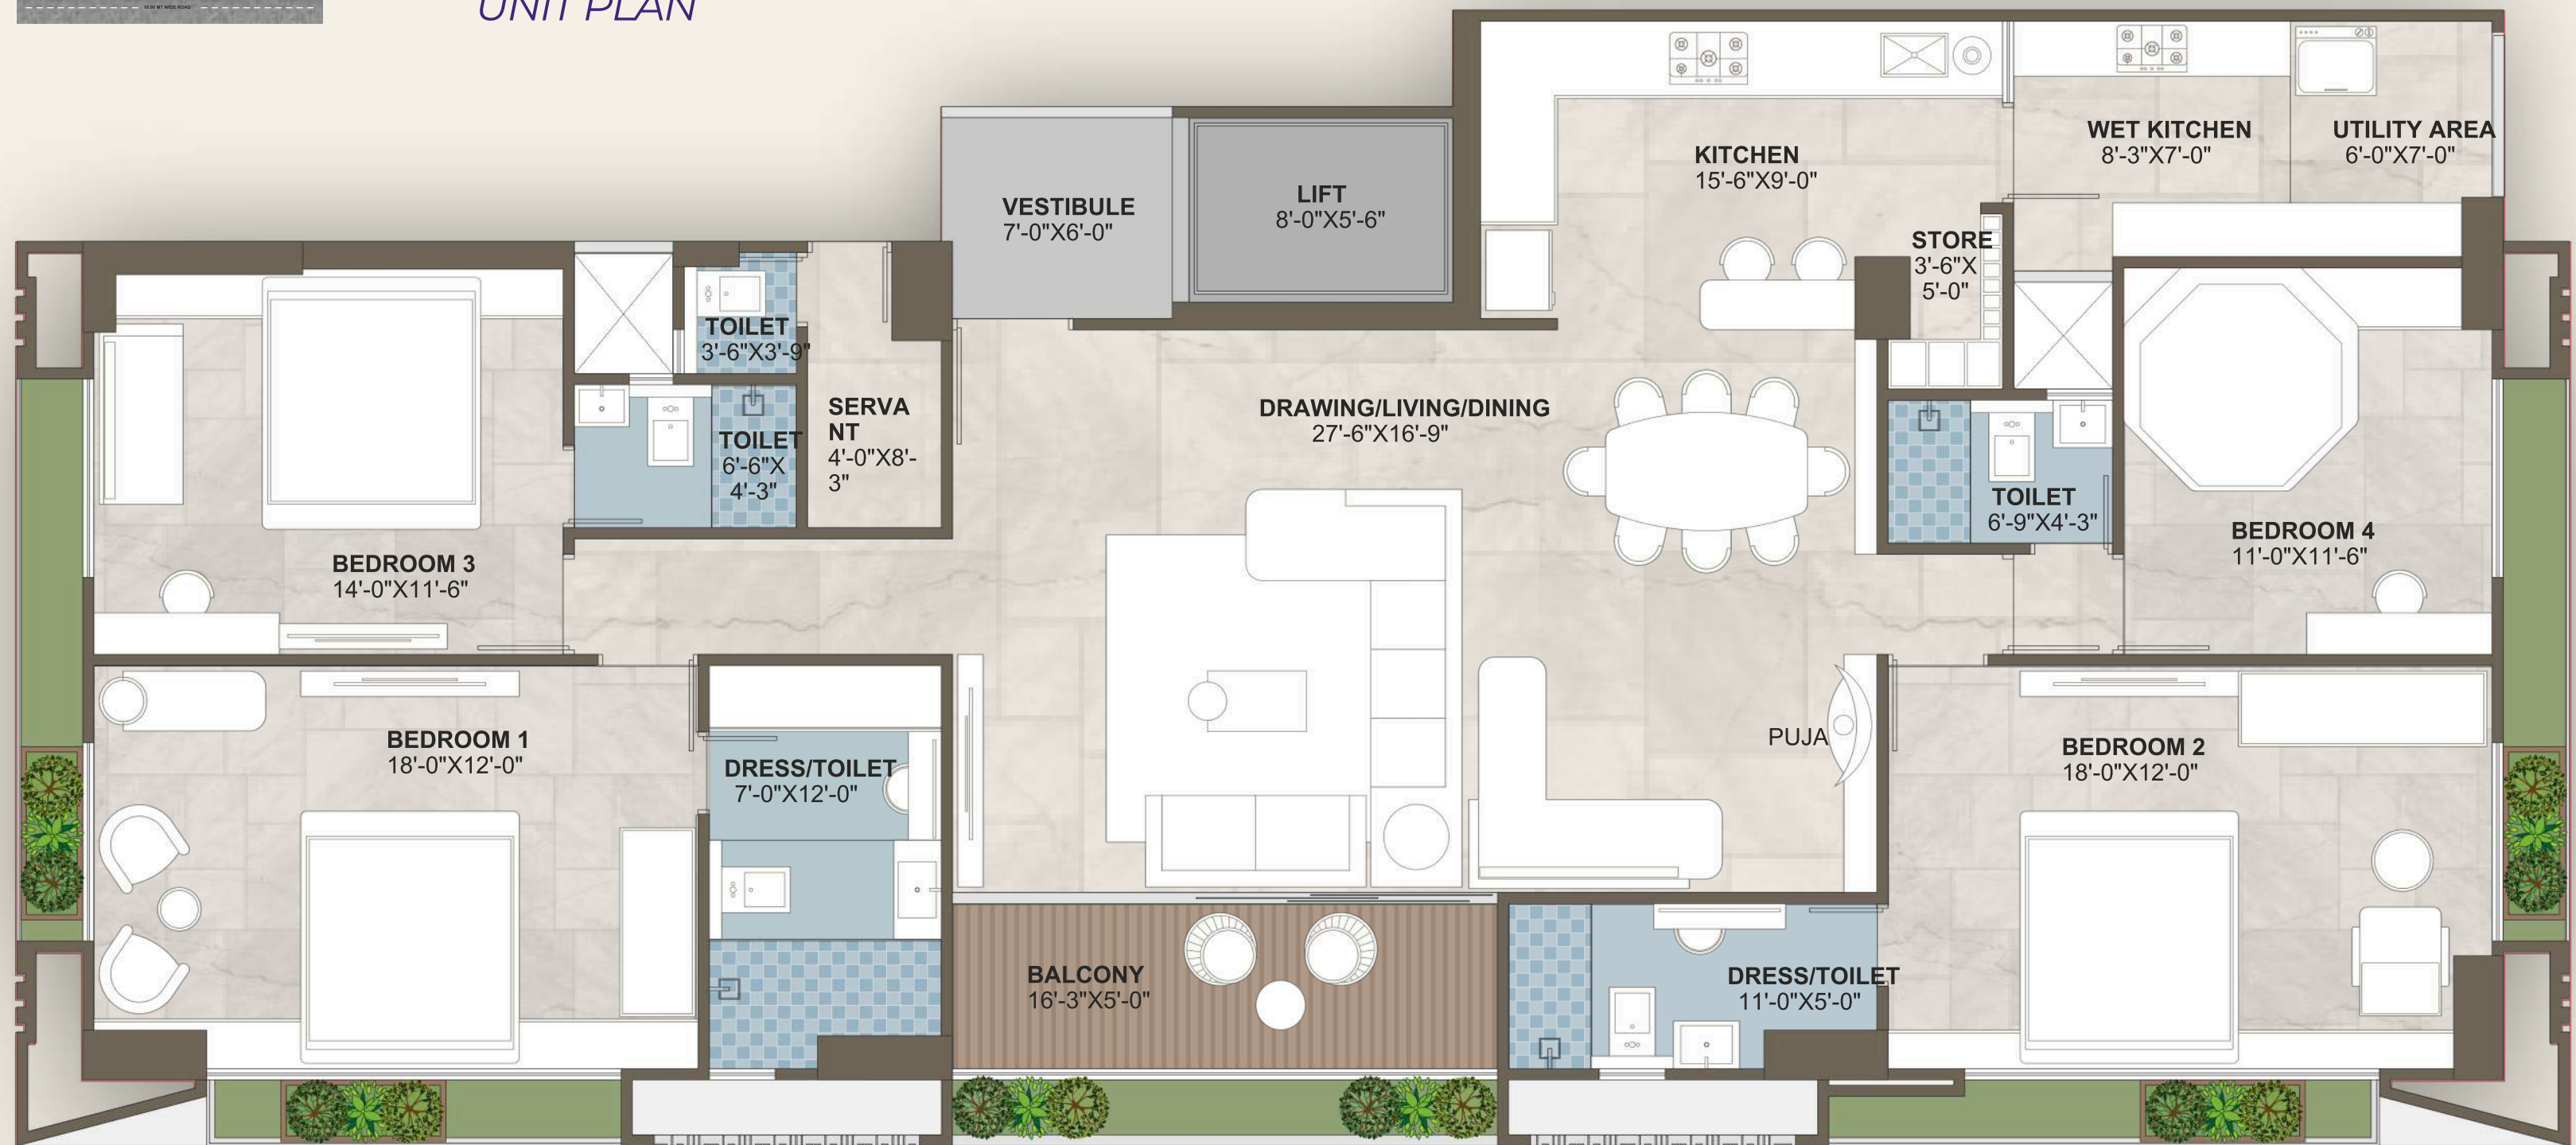 10.00 MT WIDE ROAD
UNIT PLAN
KITCHEN
15'-6"X9'-0"
WET KITCHEN
8'-3"X7'-0"
UTILITY AREA
6'-0"X7'-0"
VESTIBULE
7'-0"X6'-0"
LIFT
8'-0"X5'-6"
STORE
3'-6"X
5'-0"
TOILET
3'-6"X3'-9"
SERVA
NT
4'-0"X8'-
3"
TOILET
6'-6"X
4'-3"
DRAWING/LIVING/DINING
27'-6"X16'-9"
TOILET
6'-9"X4'-3"
BEDROOM 4
11'-0"X11'-6"
BEDROOM 3
14'-0"X11'-6"
BEDROOM 1
18'-0"X12'-0"
DRESS/TOILET
7'-0"X12'-0"
PUJA
BEDROOM 2
18'-0"X12'-0"
BALCONY
16'-3"X5'-0"
DRESS/TOILET
11'-0"X5'-0"